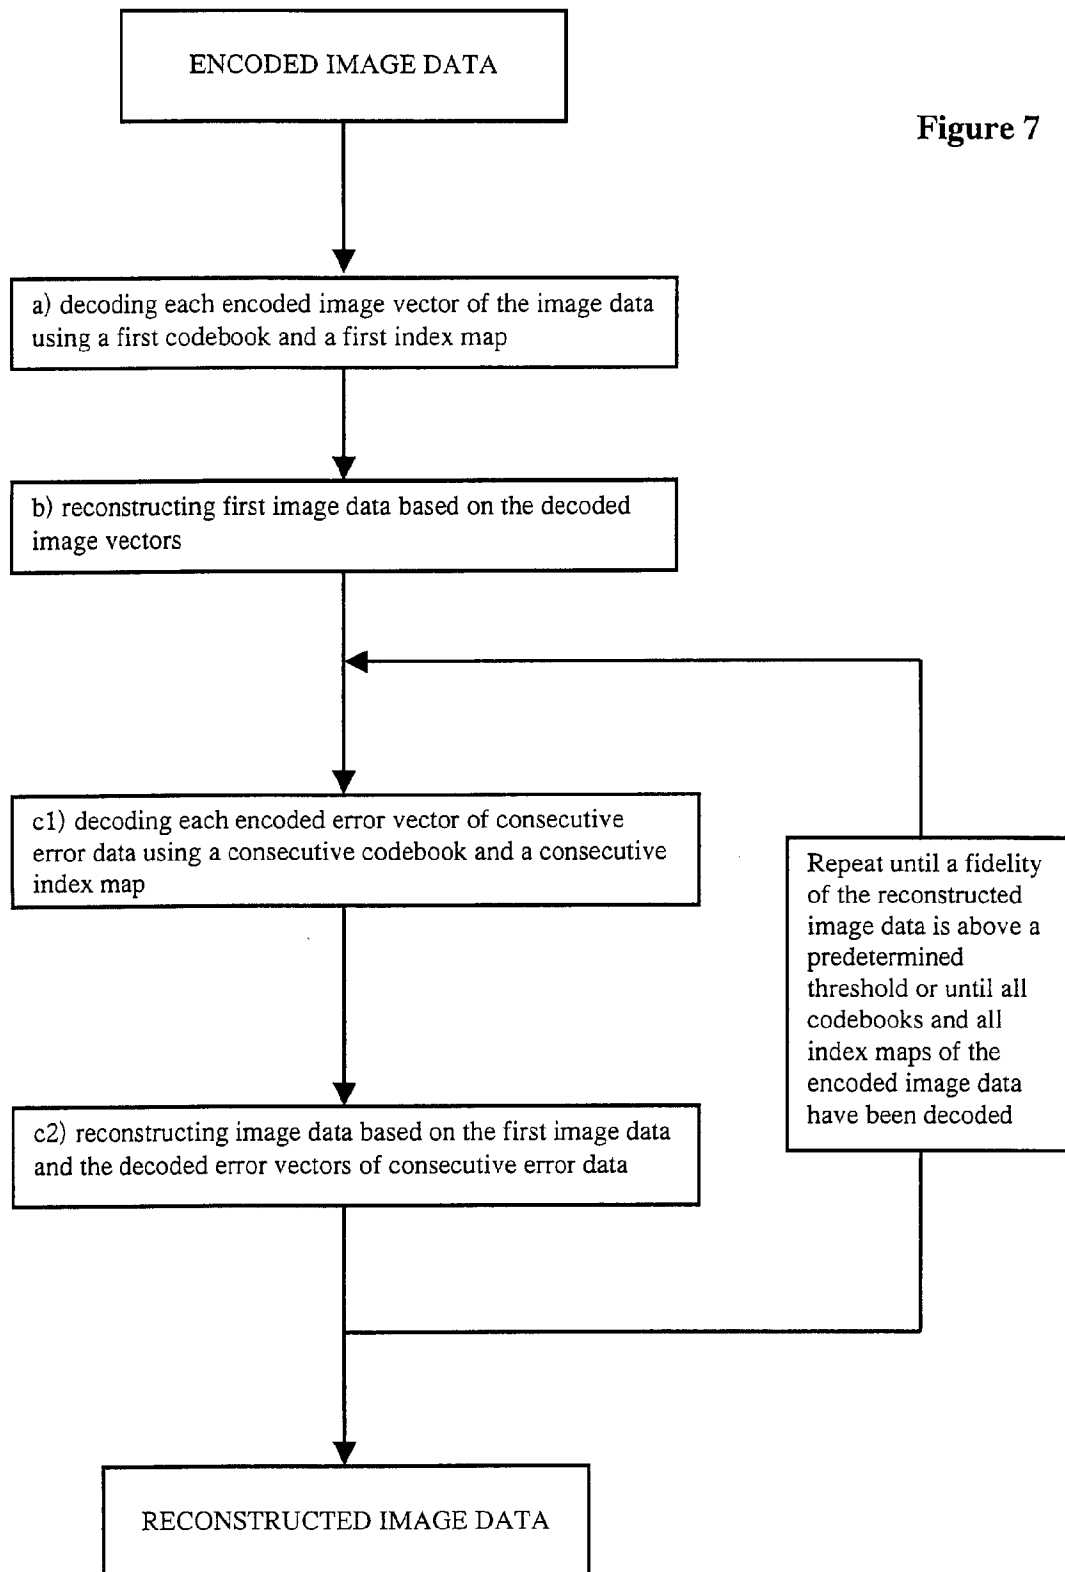 ENCODED IMAGE DATA
Figure 7
a) decoding each encoded image vector of the image data
using a first codebook and a first index map
b) reconstructing first image data based on the decoded
image vectors
c1) decoding each encoded error vector of consecutive
error data using a consecutive codebook and a consecutive
index map
Repeat until a fidelity
of the reconstructed
image data is above a
predetermined
threshold or until all
codebooks and all
index maps of the
encoded image data
have been decoded
c2) reconstructing image data based on the first image data
and the decoded error vectors of consecutive error data
RECONSTRUCTED IMAGE DATA